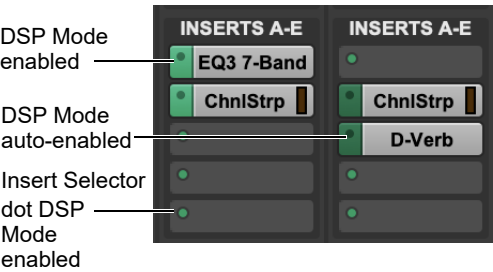 DSP Mode
enabled
DSP Mode
auto-enabled
Insert Selector
dot DSP
Mode
enabled
INSERTS A-E
EQ3 7-Band
ChnlStrp
INSERTS A-E
ChnlStrp
D-Verb